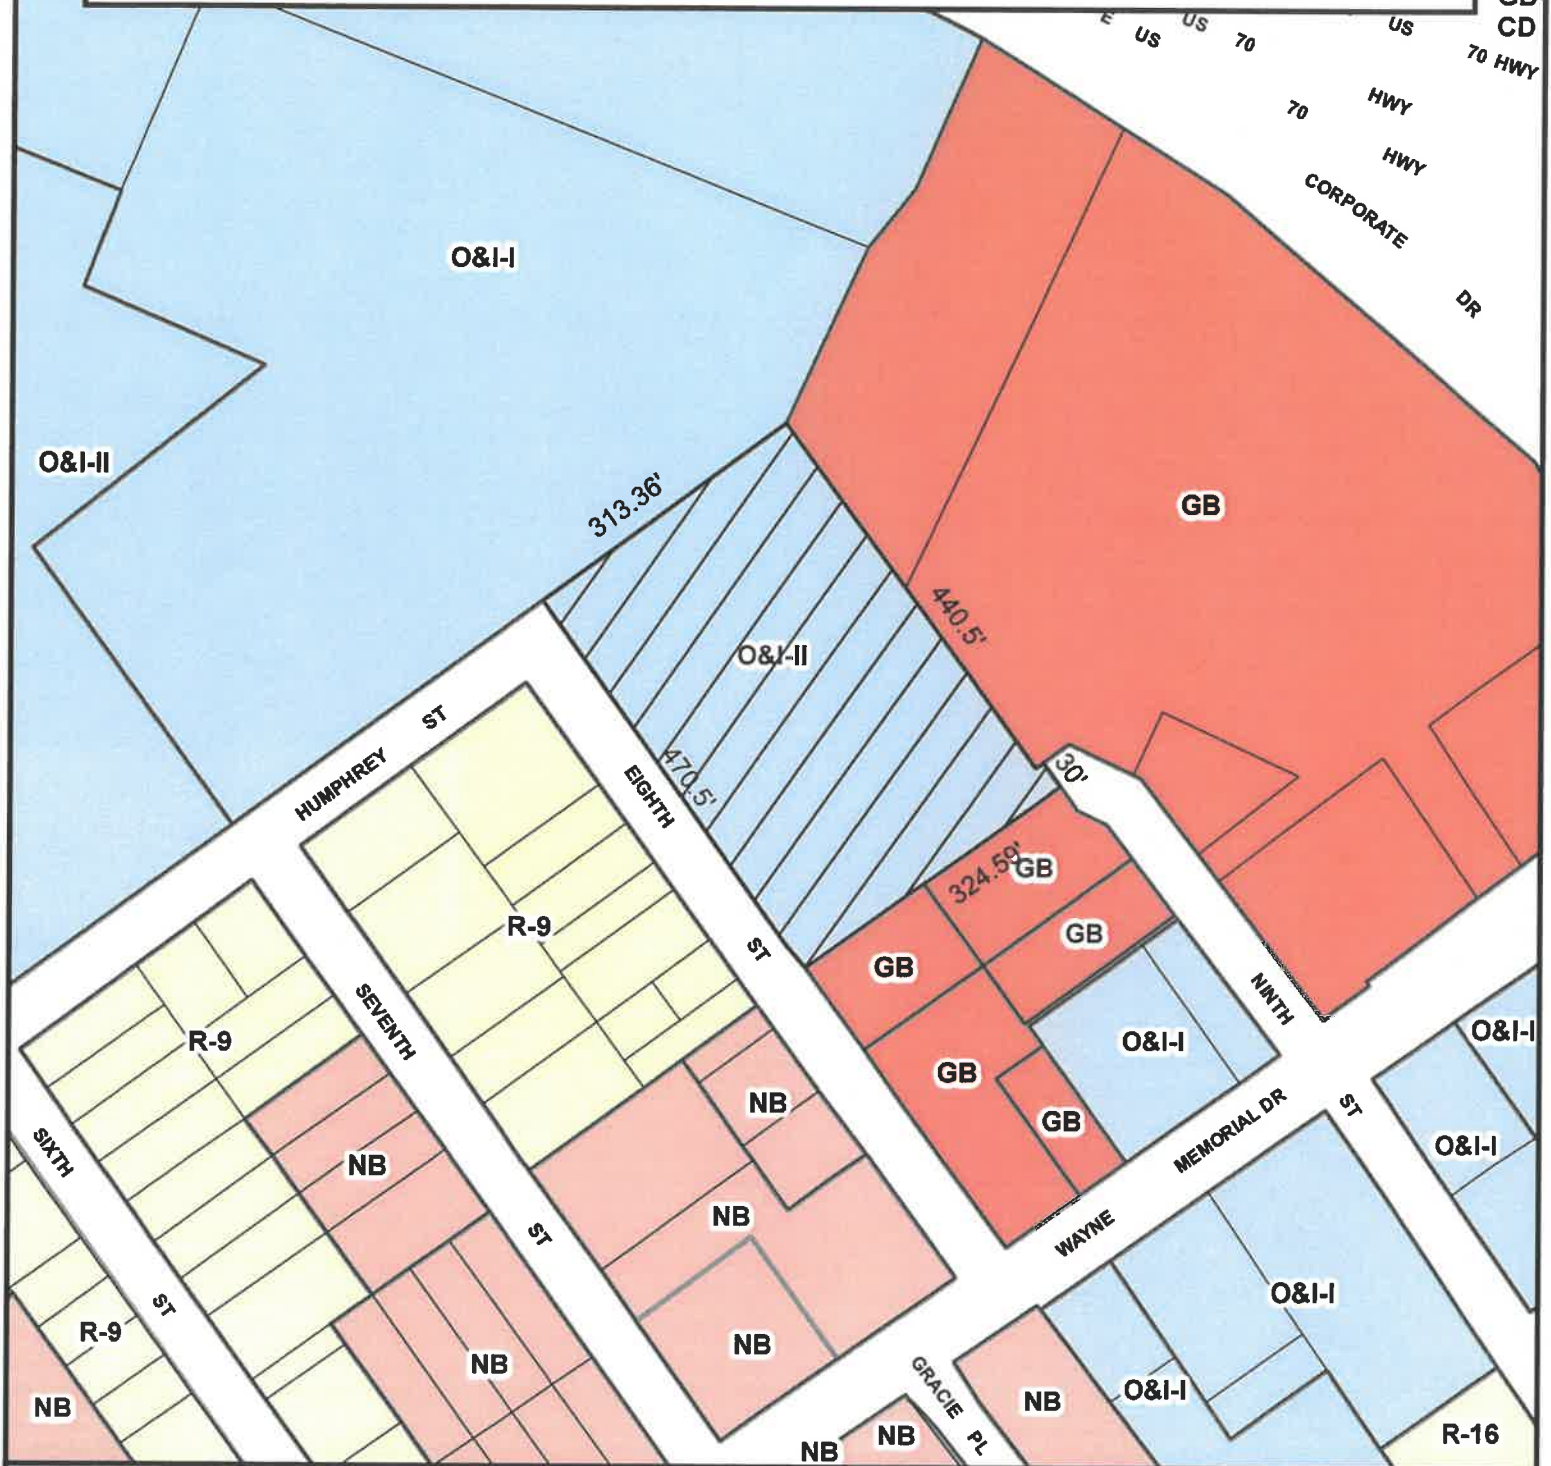 CD
E
US
US
70
US
70 HWY
HWY
70
HWY
CORPORATE
DR
O&I-I
O&I-II
313.36'
GB
440.5'
O&I-II
30'
470.5'
HUMPHREY ST
EIGHTH ST
324.59'
GB
R-9
GB
GB
NINTH ST
SEVENTH ST
R-9
O&I-I
O&I-I
GB
NB
GB
O&I-I
SIXTH ST
NB
NB
WAYNE MEMORIAL DR
O&I-I
R-9
NB
NB
O&I-I
NB
GRACIE PL
NB
NB
NB
R-16